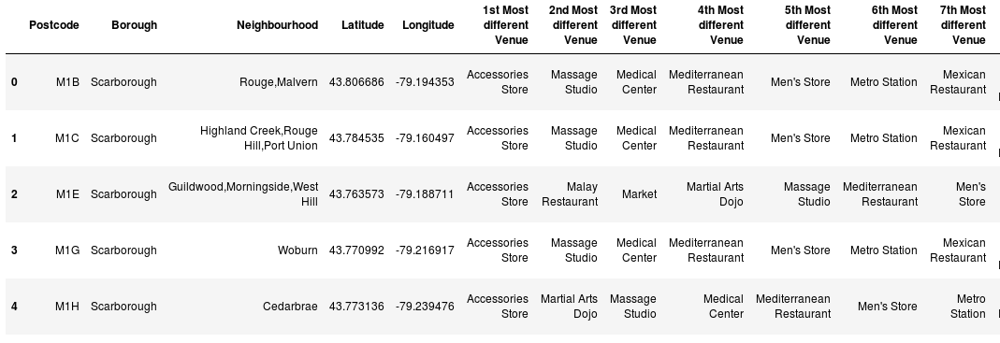 Postcode Borough Neighbourhood Latitude Longitude 1st Most different Venue 2nd Most different Venue 3rd Most different Venue 4th Most different Venue 5th Most different Venue 6th Most different Venue 7th Most different Venue
0 M1B Scarborough Rouge,Malvern 43.806686 -79.194353 Accessories Store Massage Studio Medical Center Mediterranean Restaurant Men's Store Metro Station Mexican Restaurant
1 M1C Scarborough Highland Creek,Rouge Hill,Port Union 43.784535 -79.160497 Accessories Store Massage Studio Medical Center Mediterranean Restaurant Men's Store Metro Station Mexican Restaurant
2 M1E Scarborough Guildwood,Morningside,West Hill 43.763573 -79.188711 Accessories Store Malay Restaurant Market Martial Arts Dojo Massage Studio Mediterranean Restaurant Men's Store
3 M1G Scarborough Woburn 43.770992 -79.216917 Accessories Store Massage Studio Medical Center Mediterranean Restaurant Men's Store Metro Station Mexican Restaurant
4 M1H Scarborough Cedarbrae 43.773136 -79.239476 Accessories Store Martial Arts Dojo Massage Studio Medical Center Mediterranean Restaurant Men's Store Metro Station